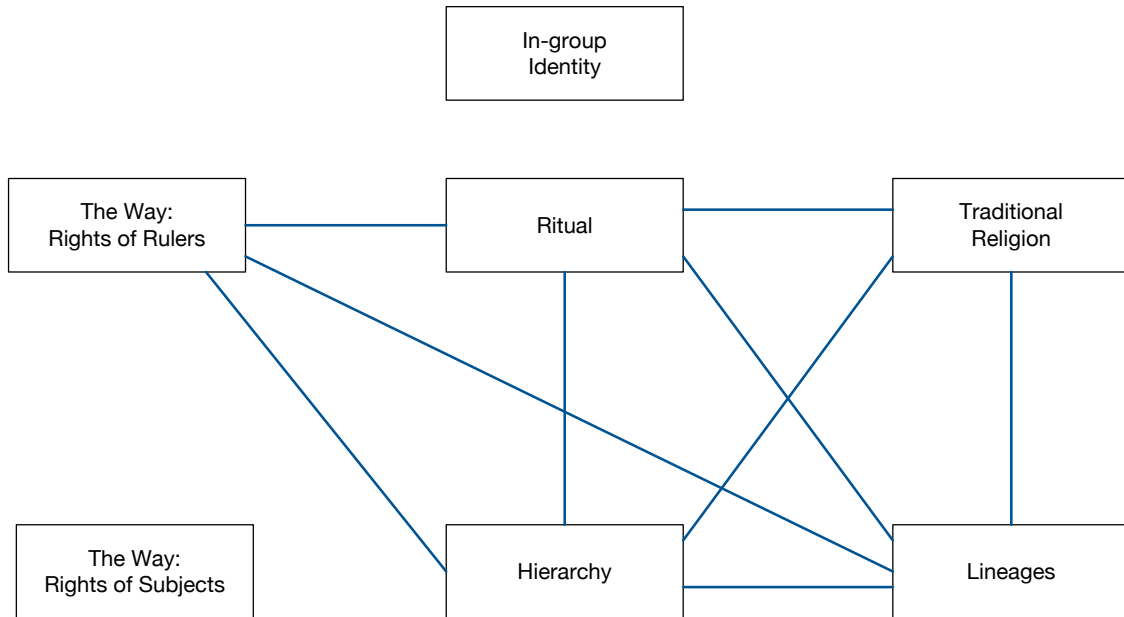 In-group
Identity
The Way:
Rights of Rulers
Ritual
Traditional
Religion
The Way:
Rights of Subjects
Hierarchy
Lineages